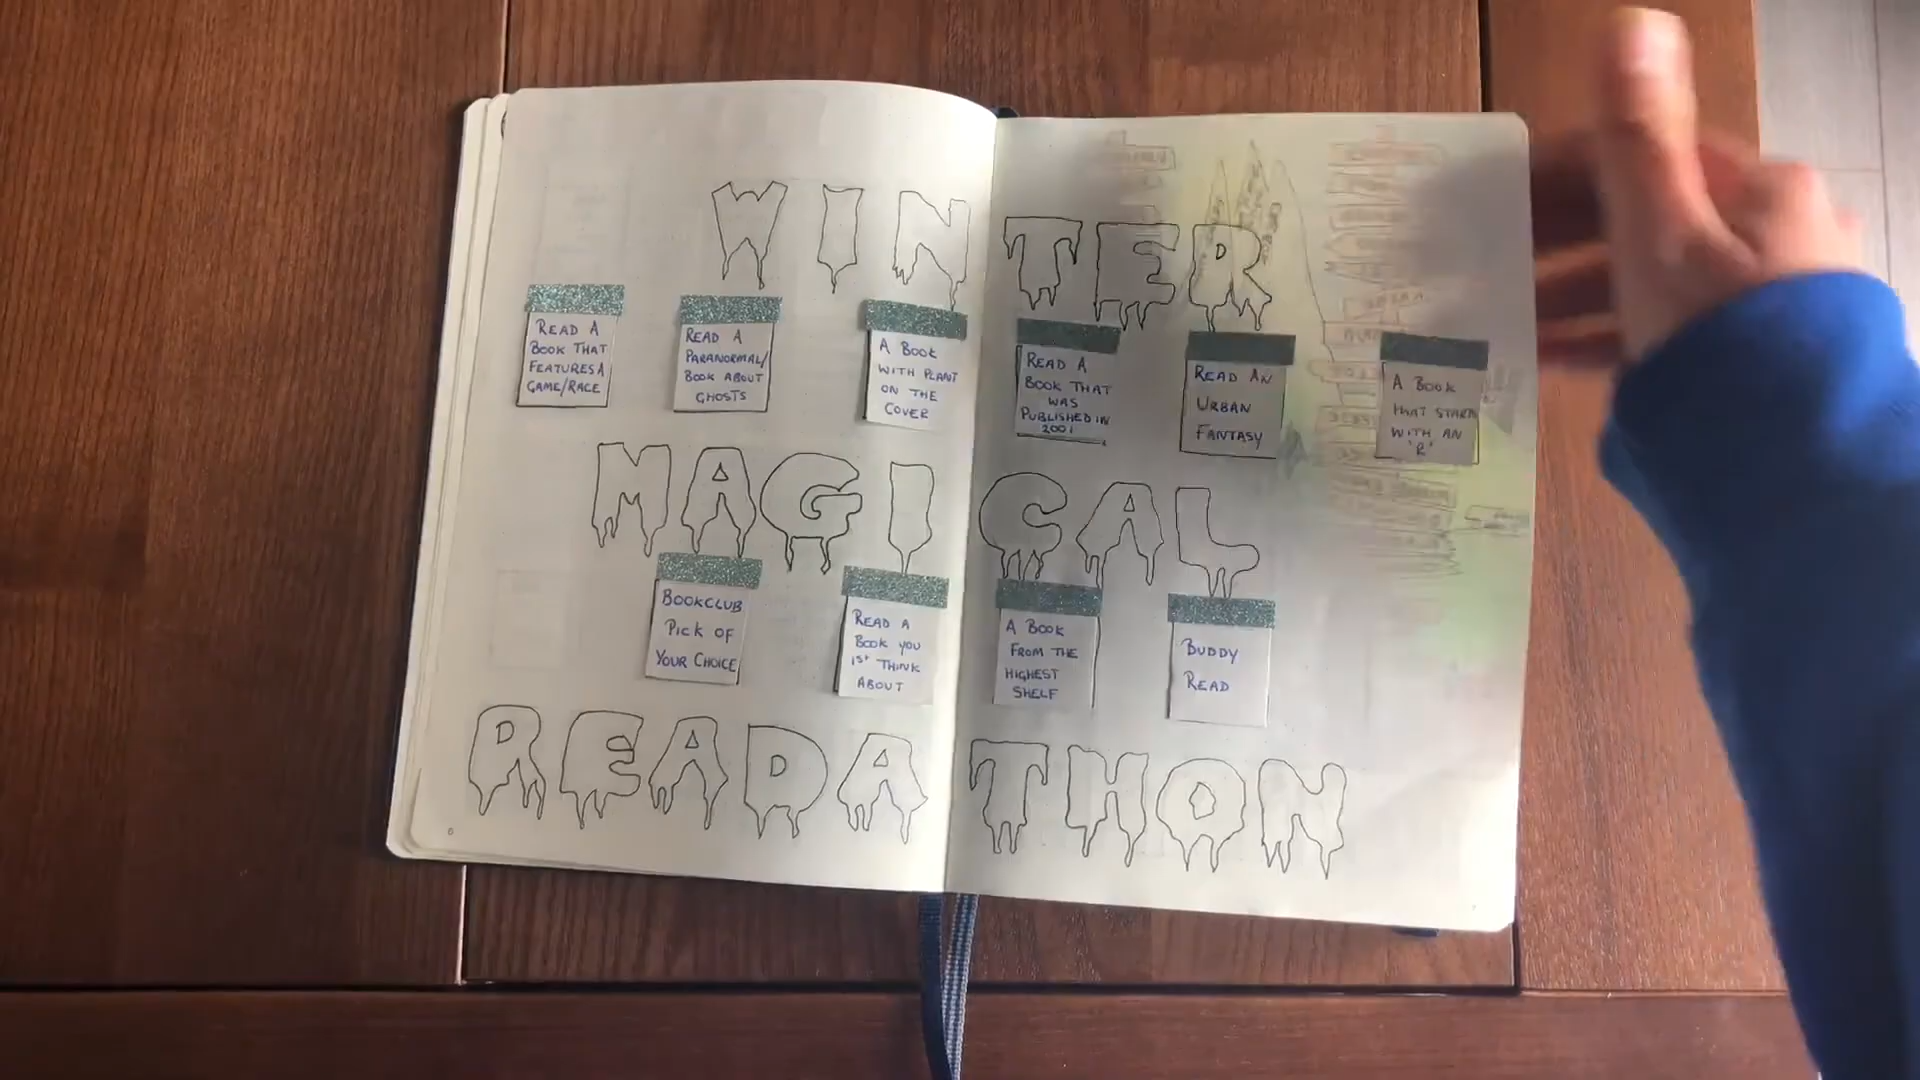 WINTER
READ A
BOOK THAT
FEATURES A
GAME/RACE
READ A
PARANORMAL/
BOOK ABOUT
GHOSTS
A BOOK
WITH PLANT
ON THE
COVER
READ A
BOOK THAT
WAS
PUBLISHED IN
2001
READ AN
URBAN
FANTASY
A BOOK
THAT STARTS
WITH AN
'R'
MAGICAL
BOOKCLUB
PICK OF
YOUR CHOICE
READ A
BOOK YOU
1ST THINK
ABOUT
A BOOK
FROM THE
HIGHEST
SHELF
BUDDY
READ
READATHON